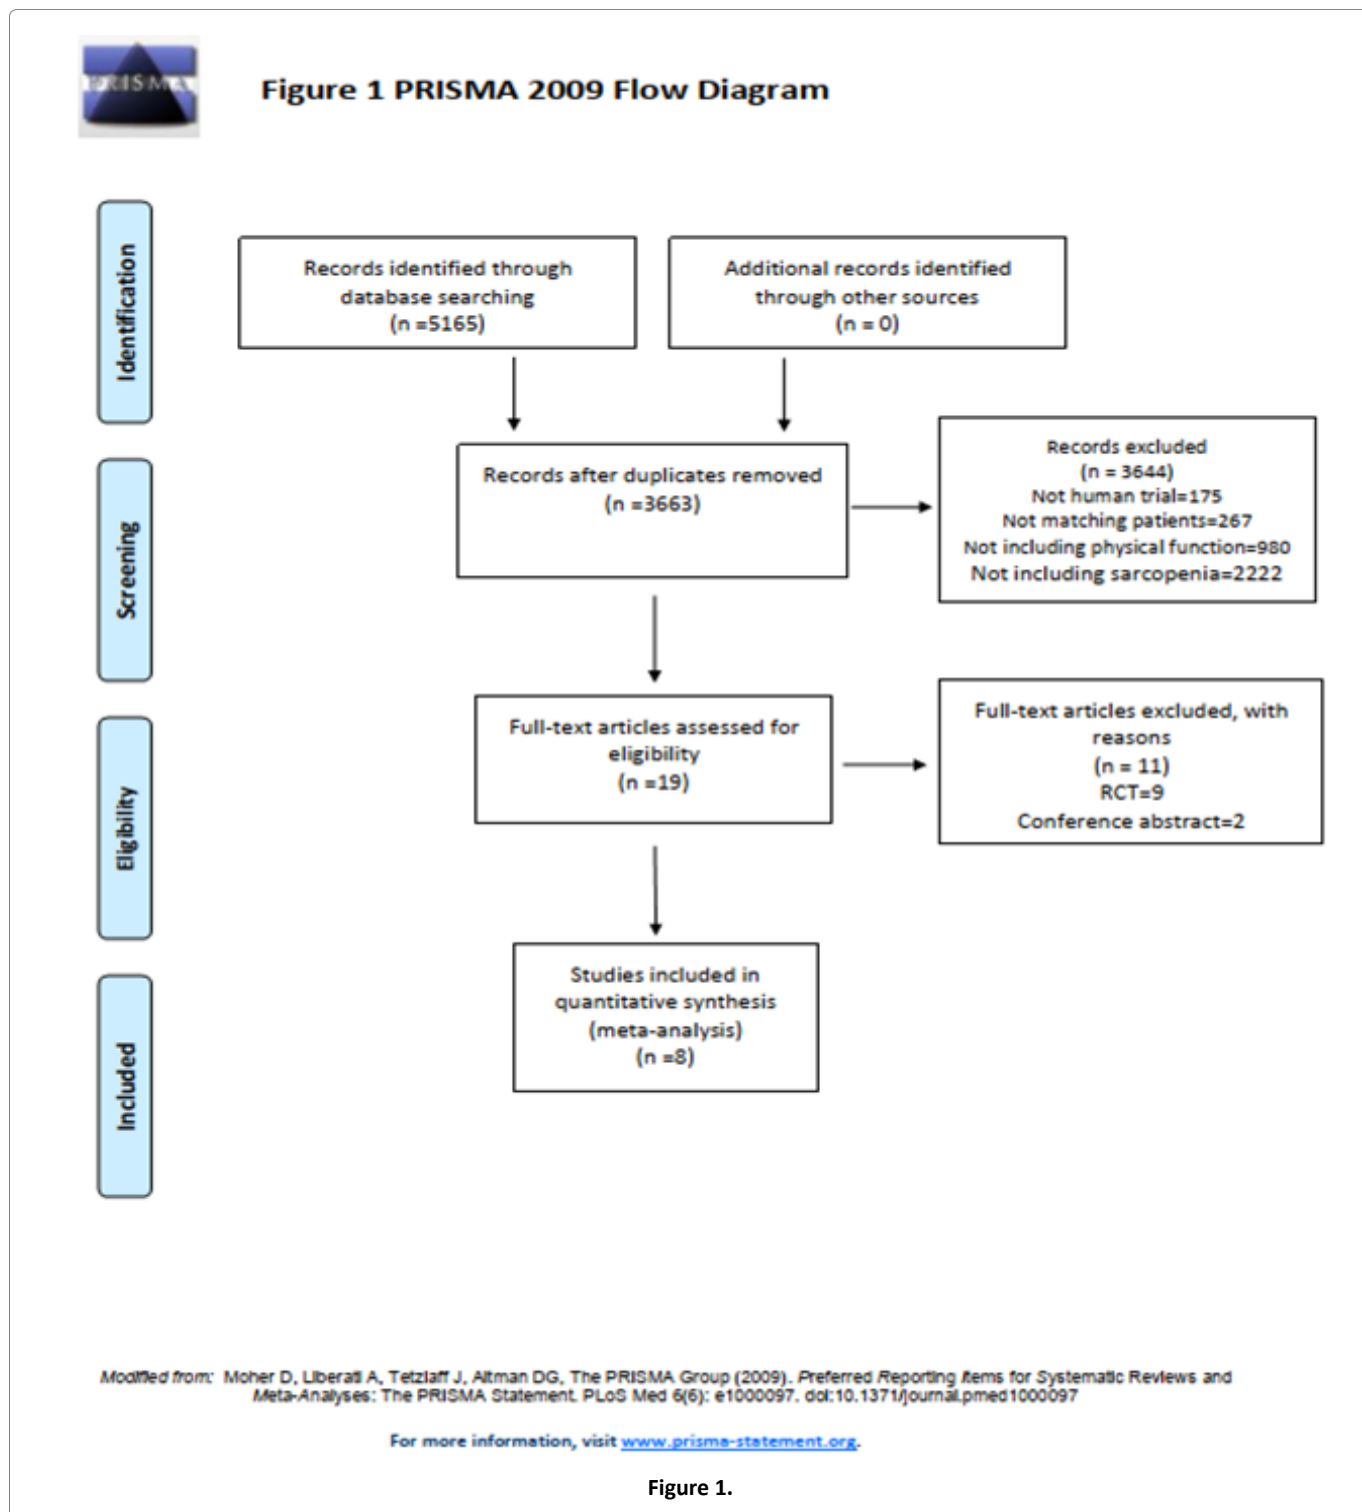 PRISMA
Figure 1 PRISMA 2009 Flow Diagram
Identification
Records identified through
database searching
(n =5165)
Additional records identified
through other sources
(n = 0)
Screening
Records after duplicates removed
(n =3663)
Records excluded
(n = 3644)
Not human trial=175
Not matching patients=267
Not including physical function=980
Not including sarcopenia=2222
Eligibility
Full-text articles assessed for
eligibility
(n =19)
Full-text articles excluded, with
reasons
(n = 11)
RCT=9
Conference abstract=2
Included
Studies included in
quantitative synthesis
(meta-analysis)
(n =8)
Modified from: Moher D, Liberati A, Tetzlaff J, Altman DG, The PRISMA Group (2009). Preferred Reporting Items for Systematic Reviews and
Meta-Analyses: The PRISMA Statement. PLoS Med 6(6): e1000097. doi:10.1371/journal.pmed1000097
For more information, visit www.prisma-statement.org.
Figure 1.